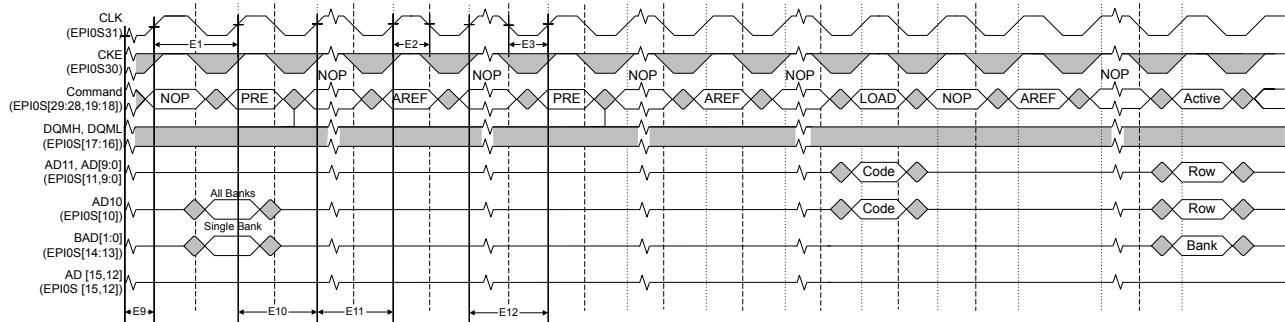 CLK
(EPI0S31)
E1 E2 E3
CKE
(EPI0S30)
NOP NOP NOP NOP NOP
Command
(EPI0S[29:28,19:18])
NOP PRE AREF PRE AREF LOAD NOP AREF Active
DQMH, DQML
(EPI0S[17:16])
AD11, AD[9:0]
(EPI0S[11,9:0])
Code Row
All Banks
AD10
(EPI0S[10])
Code Row
Single Bank
BAD[1:0]
(EPI0S[14:13])
Bank
AD [15,12]
(EPI0S [15,12])
E9 E10 E11 E12